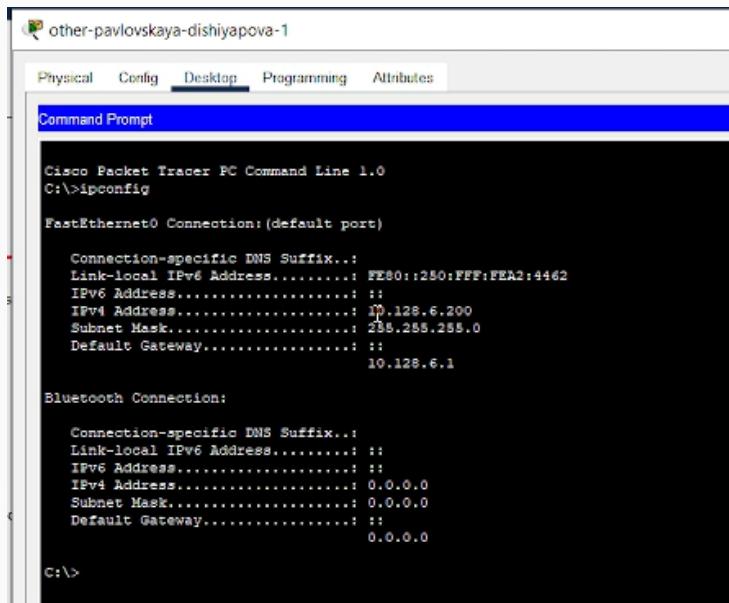 other-pavlovskaya-dishiyapova-1
Physical Config Desktop Programming Attributes
Command Prompt
Cisco Packet Tracer PC Command Line 1.0
C:\>ipconfig
FastEthernet0 Connection:(default port)
Connection-specific DNS Suffix..:
Link-local IPv6 Address.........: FE80::250:FFF:FEA2:4462
IPv6 Address....................: ::
IPv4 Address....................: 10.128.6.200
Subnet Mask.....................: 255.255.255.0
Default Gateway.................: ::
10.128.6.1
Bluetooth Connection:
Connection-specific DNS Suffix..:
Link-local IPv6 Address.........: ::
IPv6 Address....................: ::
IPv4 Address....................: 0.0.0.0
Subnet Mask.....................: 0.0.0.0
Default Gateway.................: ::
0.0.0.0
C:\>